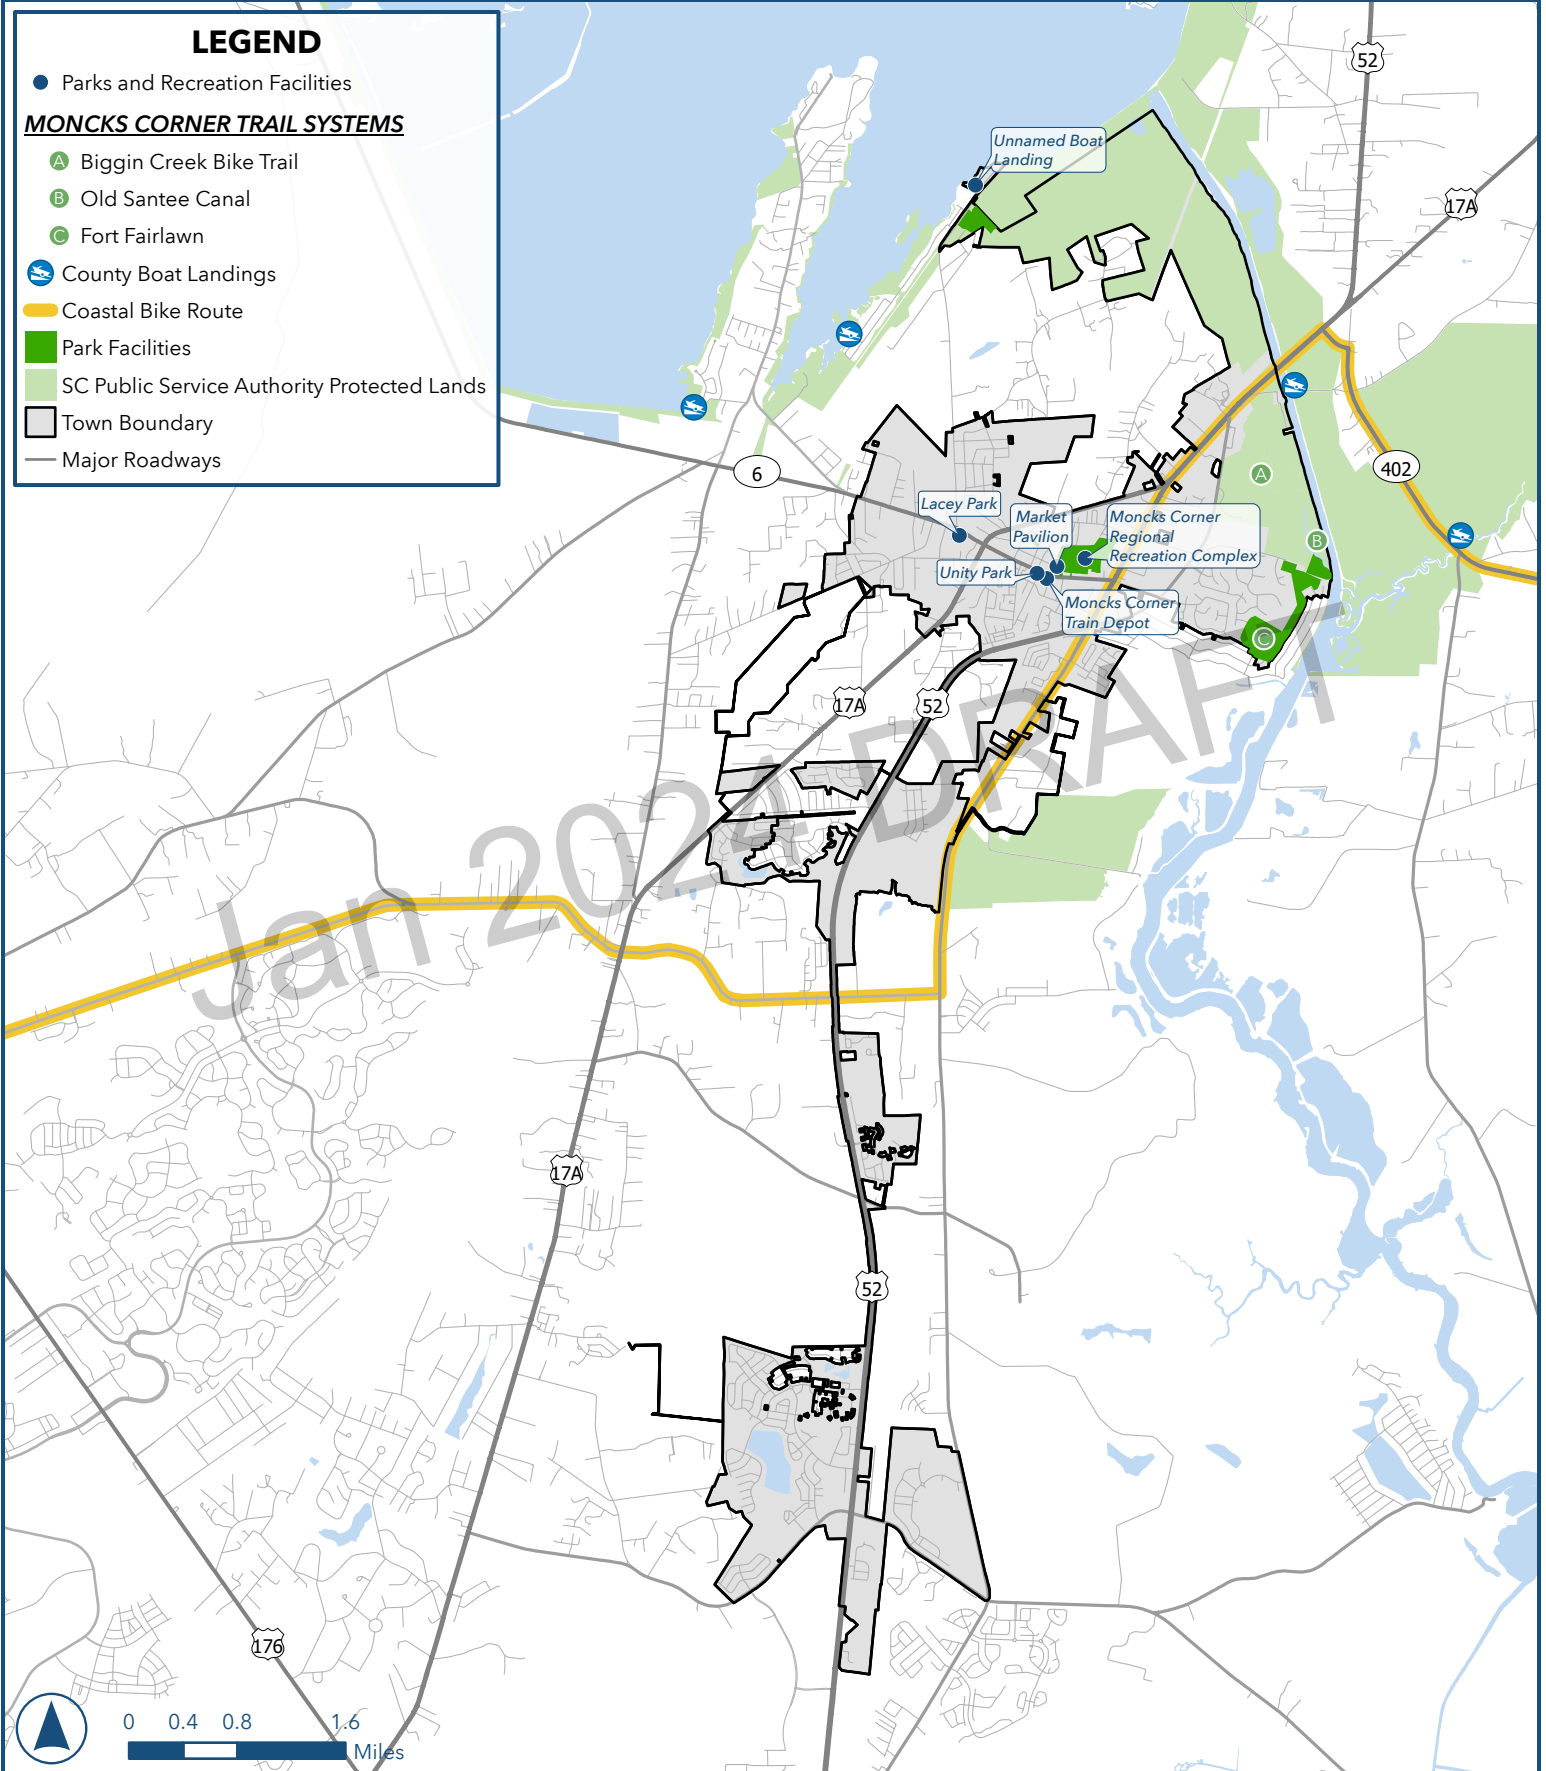 LEGEND
Parks and Recreation Facilities
MONCKS CORNER TRAIL SYSTEMS
A Biggin Creek Bike Trail
B Old Santee Canal
C Fort Fairlawn
County Boat Landings
Coastal Bike Route
Park Facilities
SC Public Service Authority Protected Lands
Town Boundary
Major Roadways
52
Unnamed Boat
Landing
17A
6
402
A
Lacey Park
Market
Pavilion
Moncks Corner
Regional
Recreation Complex
B
Unity Park
Moncks Corner
Train Depot
C
17A
52
Jan 2024 DRAFT
17A
52
176
0 0.4 0.8 1.6
Miles